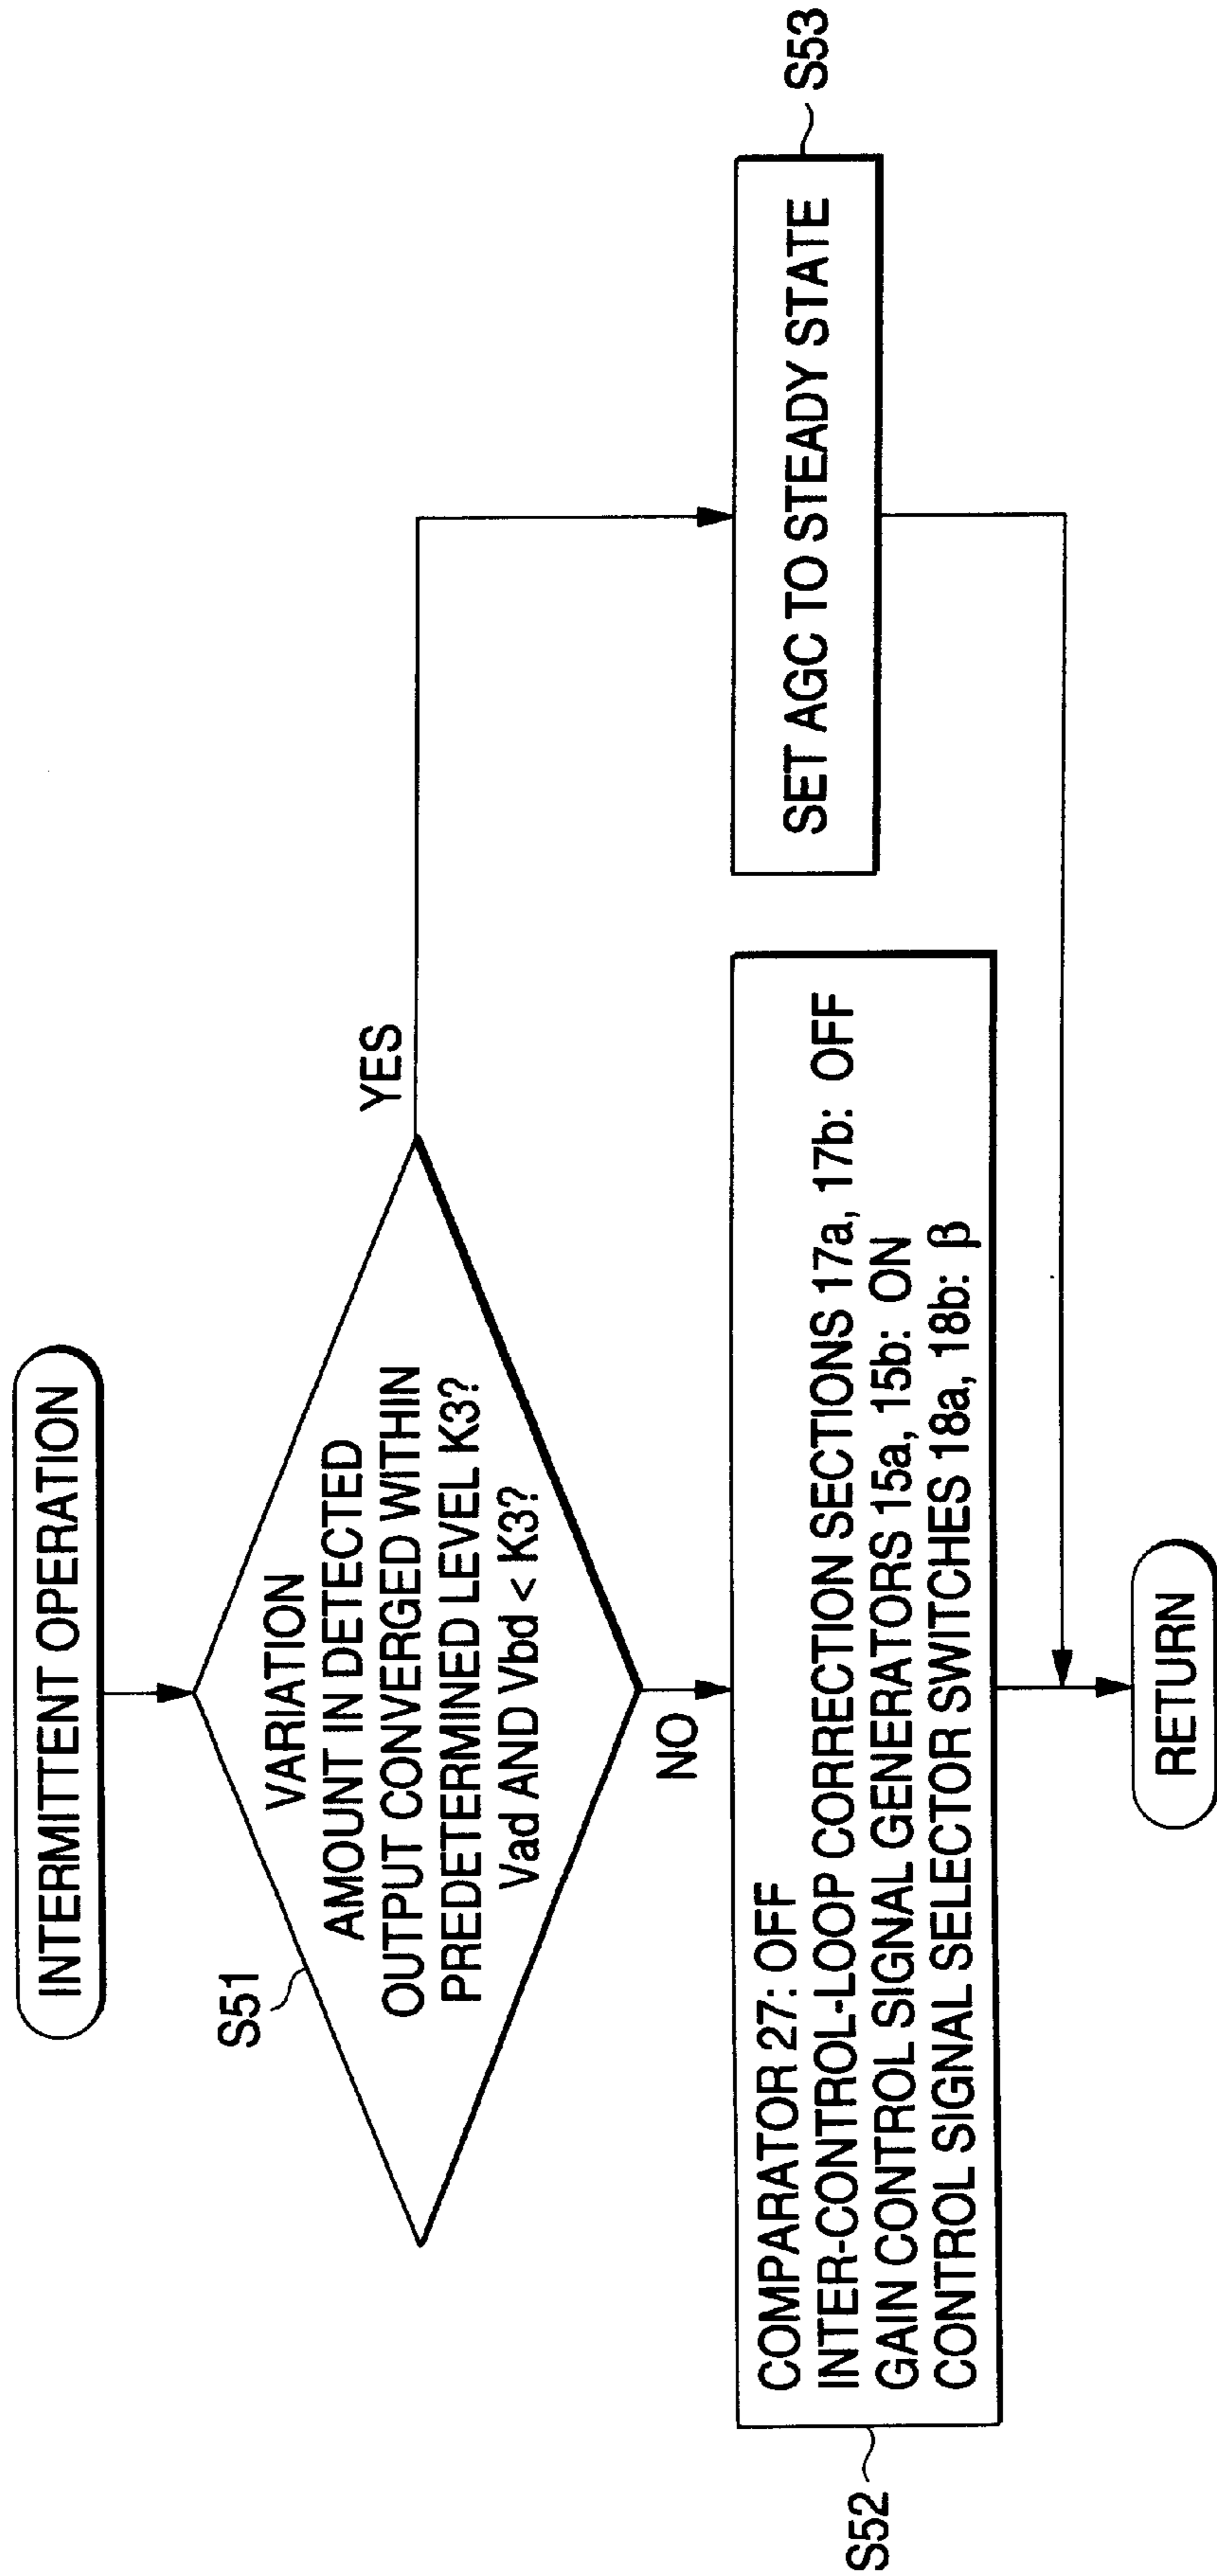 INTERMITTENT OPERATION
S51
VARIATION
AMOUNT IN DETECTED
OUTPUT CONVERGED WITHIN
PREDETERMINED LEVEL K3?
Vad AND Vbd < K3?
YES
NO
S52
COMPARATOR 27: OFF
INTER-CONTROL-LOOP CORRECTION SECTIONS 17a, 17b: OFF
GAIN CONTROL SIGNAL GENERATORS 15a, 15b: ON
CONTROL SIGNAL SELECTOR SWITCHES 18a, 18b: β
SET AGC TO STEADY STATE
S53
RETURN